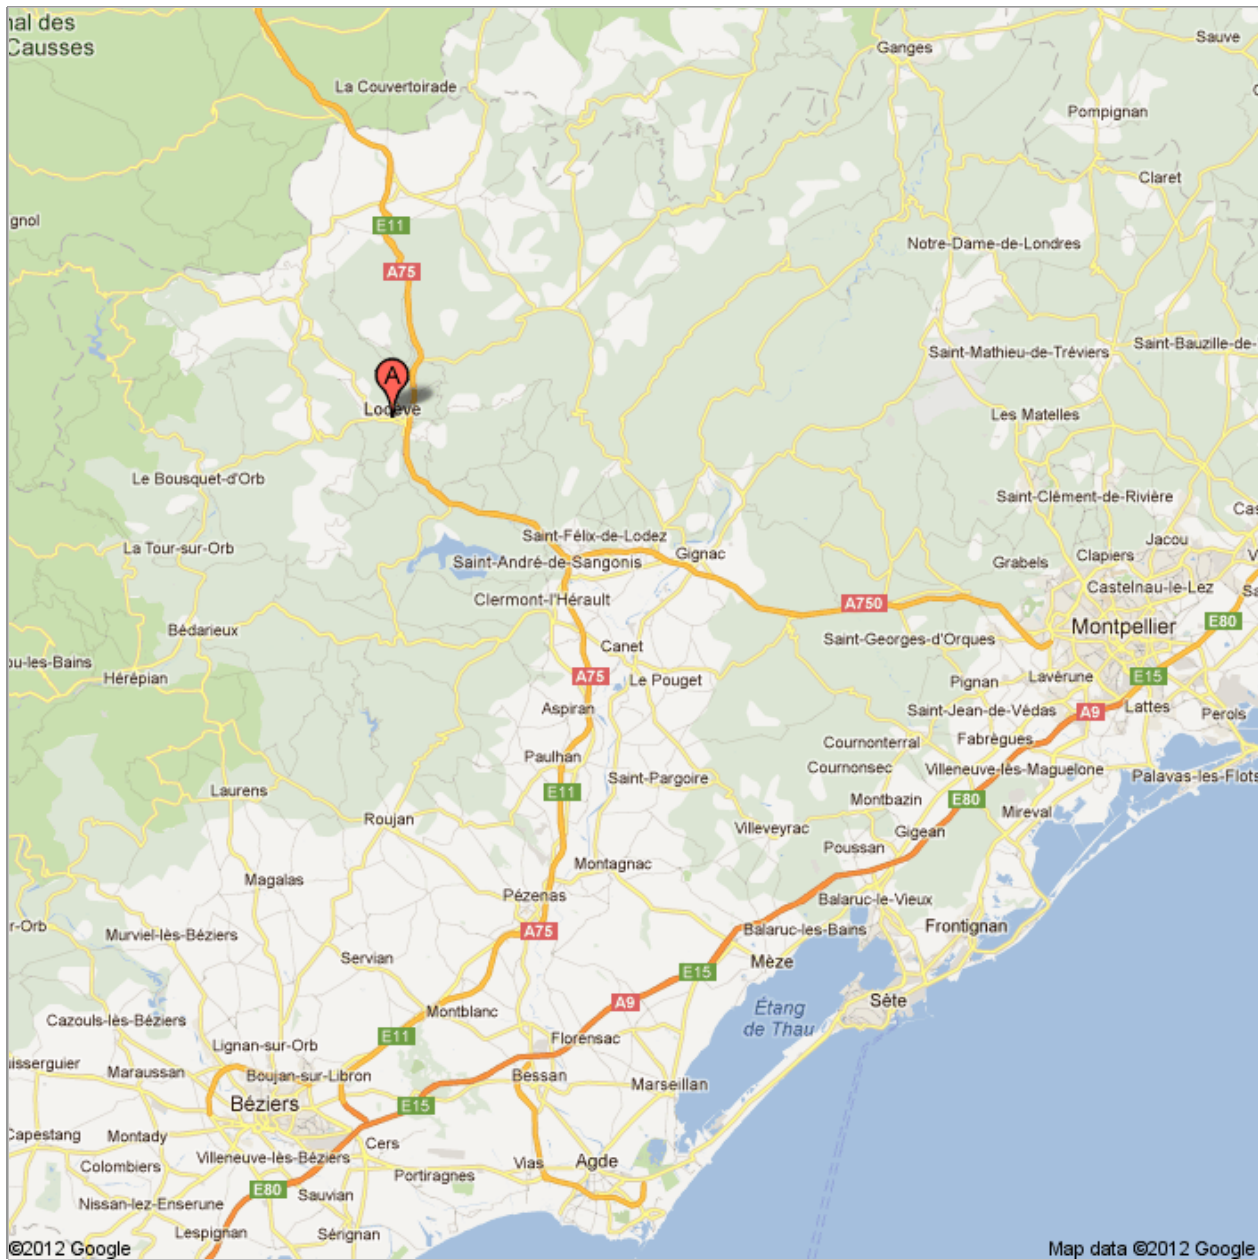 nal des
Causses
Ganges
Sauve
La Couvertoirade
Pompignan
Claret
gnol
E11
Notre-Dame-de-Londres
A75
Saint-Mathieu-de-Tréviers
Saint-Bauzille-de-
A
Lodève
Les Matelles
Le Bousquet-d'Orb
Saint-Clément-de-Rivière
Cas
Saint-Félix-de-Lodez
Jacou
La Tour-sur-Orb
Gignac
Clapiers
V
Saint-André-de-Sangonis
Grabels
Castelnau-le-Lez
Sa
Clermont-l'Hérault
A750
E80
Bédarieux
Saint-Georges-d'Orques
Montpellier
Canet
ou-les-Bains
Hérépian
A75
Le Pouget
Pignan
Lavérune
E15
Aspiran
Saint-Jean-de-Védas
A9
Lattes
Perols
Paulhan
Cournonterral
Fabrègues
Cournonsec
Villeneuve-lès-Maguelone
Saint-Pargoire
Palavas-les-Flots
Laurens
E11
Montbazin
E80
Mireval
Roujan
Villeveyrac
Gigean
Poussan
Montagnac
Magalas
Pézenas
Balaruc-le-Vieux
r-Orb
Murviel-lès-Béziers
A75
Balaruc-les-Bains
Frontignan
Servian
Mèze
E15
A9
Sète
Montblanc
Étang
de Thau
Cazouls-lès-Béziers
E11
Florensac
Lignan-sur-Orb
uisserguier
Maraussan
Boujan-sur-Libron
Bessan
Marseillan
Béziers
E15
Capestang
Montady
Cers
Colombiers
Villeneuve-lès-Béziers
Portiragnes
Vias
Agde
E80
Sauvian
Nissan-lez-Enserune
Lespignan
Sérignan
©2012 Google
Map data ©2012 Google